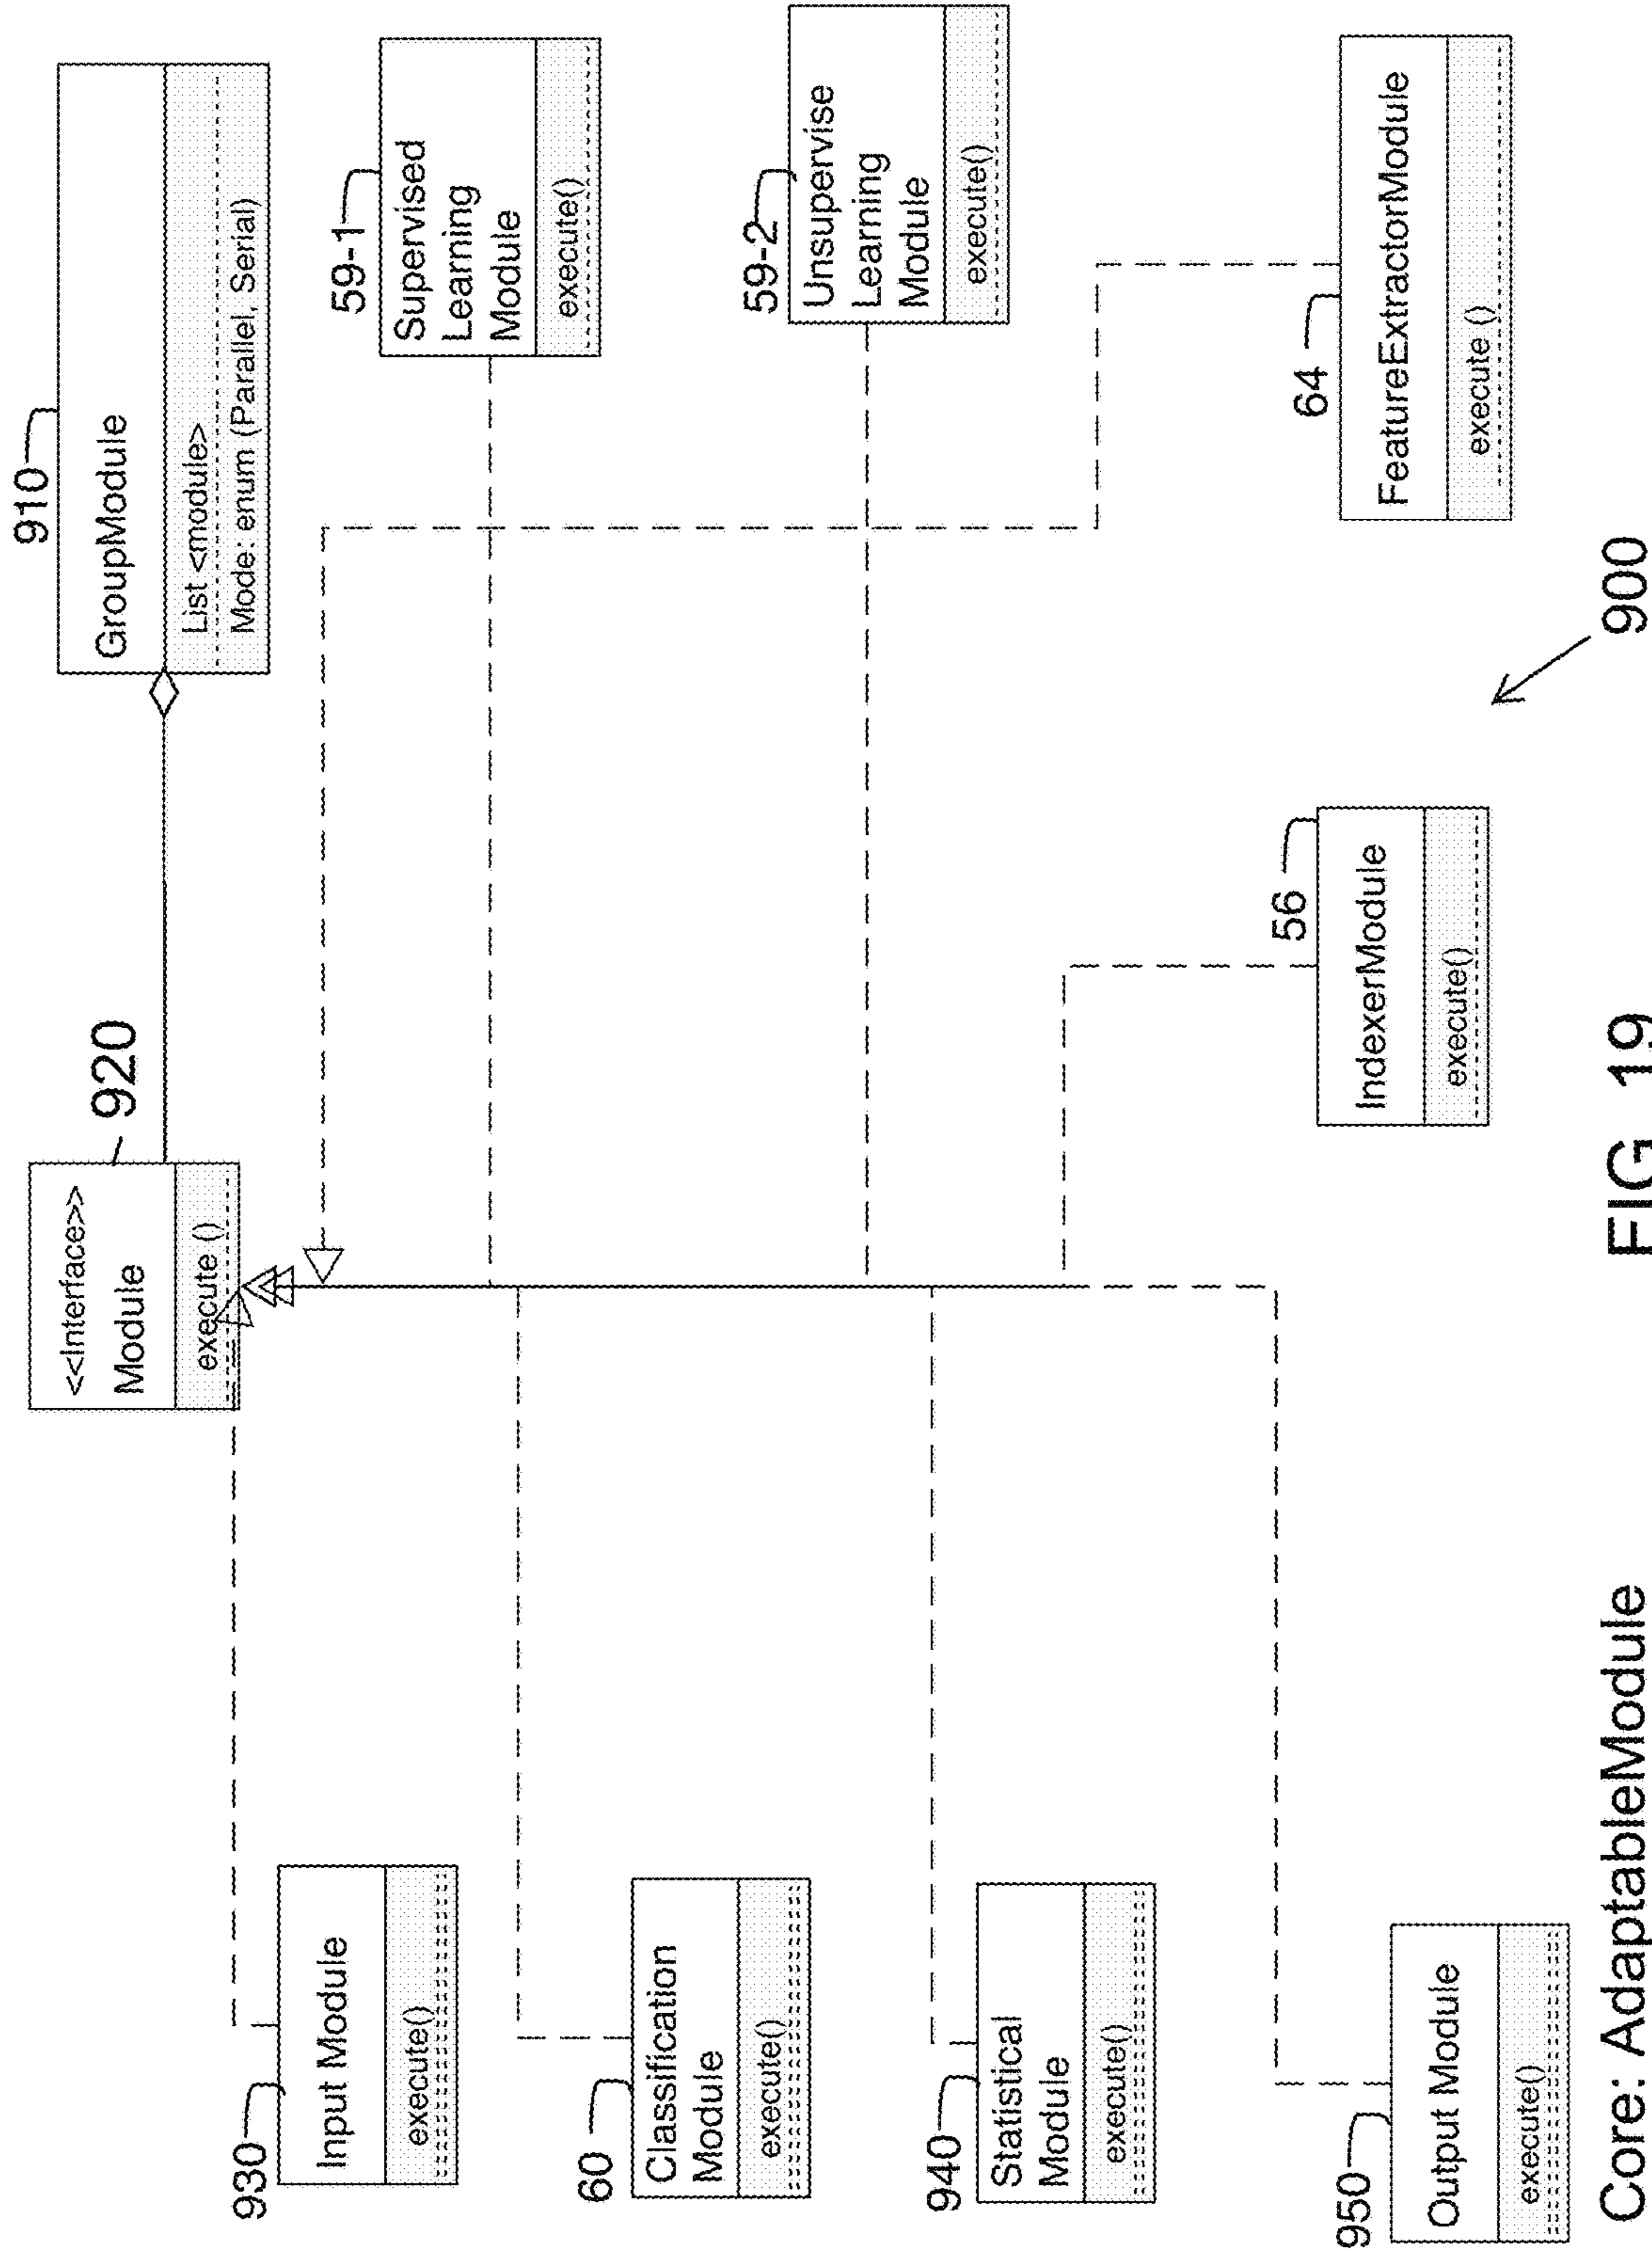 920
<<Interface>>
Module
execute ()
910
GroupModule
List <module>
Mode: enum (Parallel, Serial)
930
Input Module
execute()
59-1
Supervised
Learning
Module
execute()
60
Classification
Module
execute()
59-2
Unsupervise
Learning
Module
execute()
940
Statistical
Module
execute()
56
IndexerModule
execute()
64
FeatureExtractorModule
execute ()
950
Output Module
execute()
900
Core: AdaptableModule
FIG 19